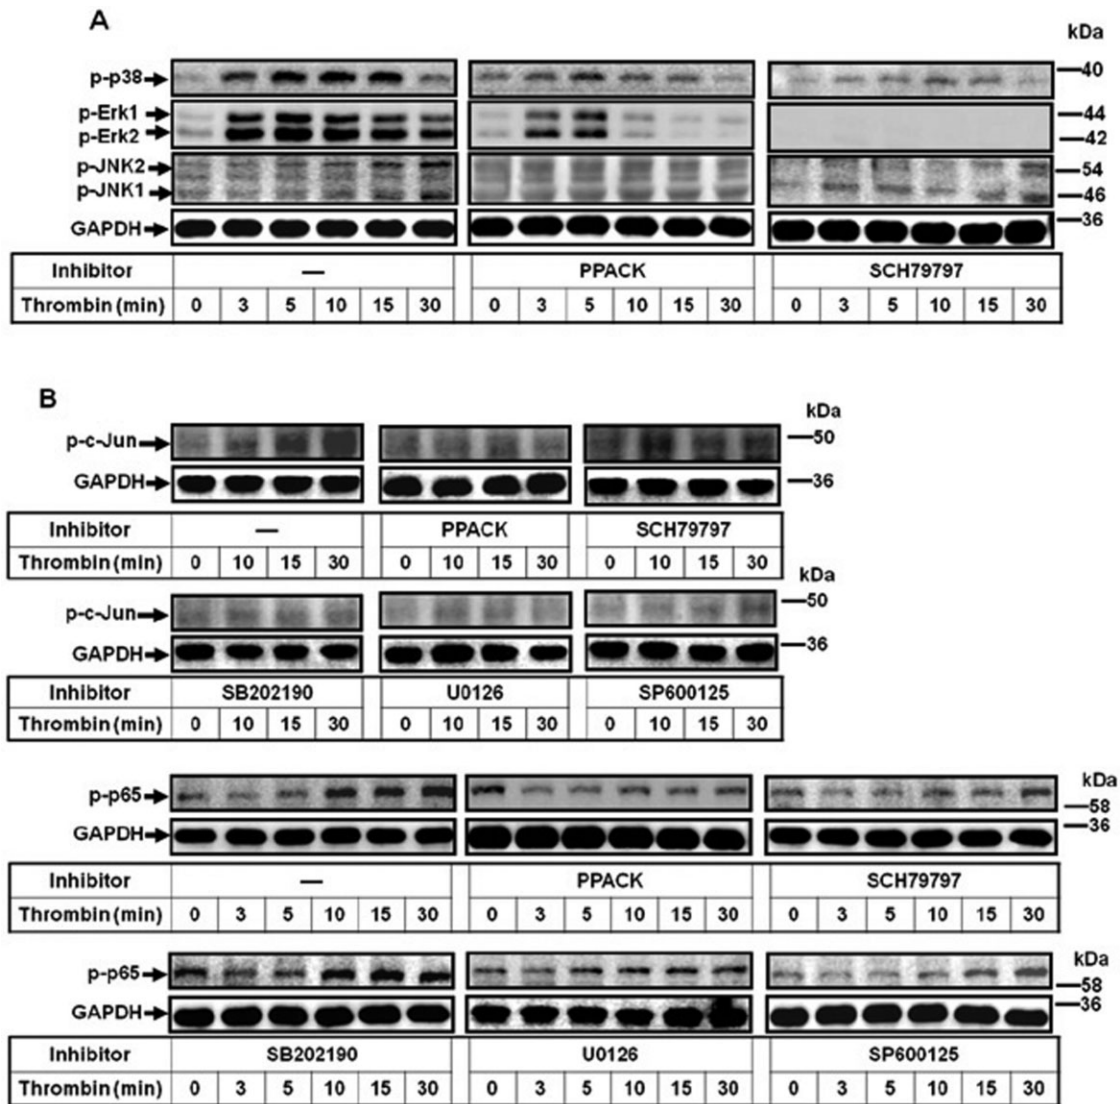 A
kDa
p-p38 40
p-Erk1 44
p-Erk2 42
p-JNK2 54
p-JNK1 46
GAPDH 36
Inhibitor — PPACK SCH79797
Thrombin (min) 0 3 5 10 15 30 0 3 5 10 15 30 0 3 5 10 15 30
B
kDa
p-c-Jun 50
GAPDH 36
Inhibitor — PPACK SCH79797
Thrombin (min) 0 10 15 30 0 10 15 30 0 10 15 30
kDa
p-c-Jun 50
GAPDH 36
Inhibitor SB202190 U0126 SP600125
Thrombin (min) 0 10 15 30 0 10 15 30 0 10 15 30
kDa
p-p65 58
GAPDH 36
Inhibitor — PPACK SCH79797
Thrombin (min) 0 3 5 10 15 30 0 3 5 10 15 30 0 3 5 10 15 30
kDa
p-p65 58
GAPDH 36
Inhibitor SB202190 U0126 SP600125
Thrombin (min) 0 3 5 10 15 30 0 3 5 10 15 30 0 3 5 10 15 30